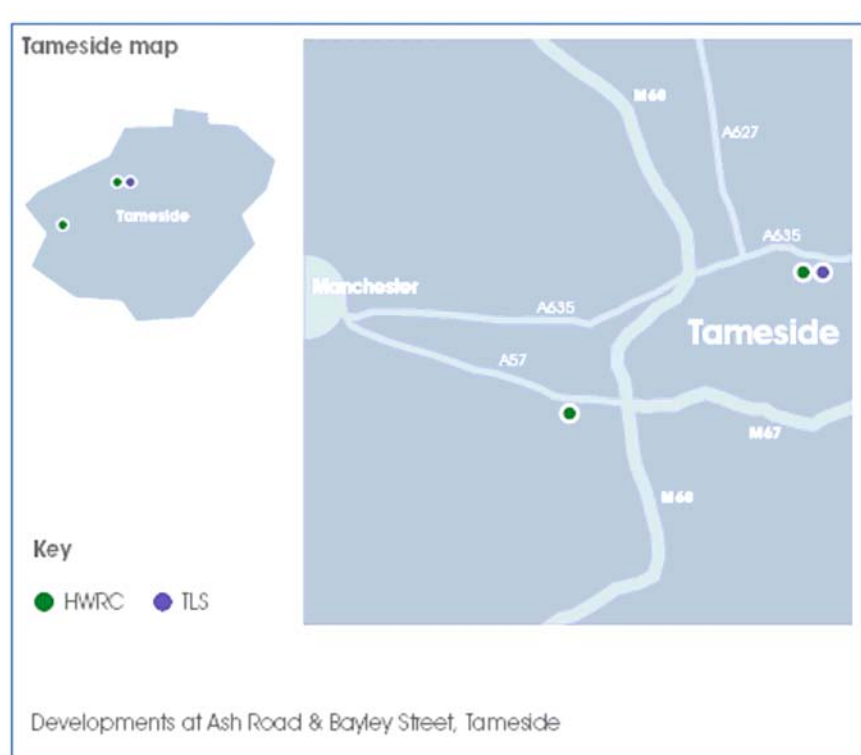 Tameside map
Tameside
M60
A627
A635
Manchester
A635
Tameside
A57
M67
M60
Key
HWRC TLS
Developments at Ash Road & Bayley Street, Tameside